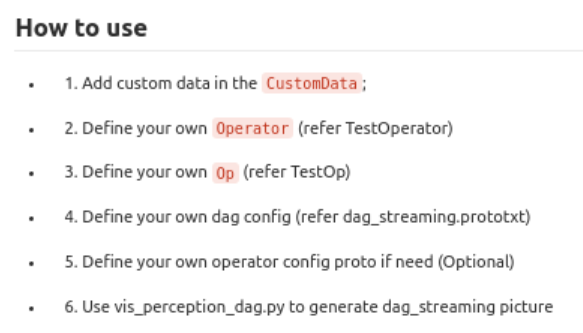 How to use
1. Add custom data in the CustomData ;
2. Define your own Operator (refer TestOperator)
3. Define your own Op (refer TestOp)
4. Define your own dag config (refer dag_streaming.prototxt)
5. Define your own operator config proto if need (Optional)
6. Use vis_perception_dag.py to generate dag_streaming picture